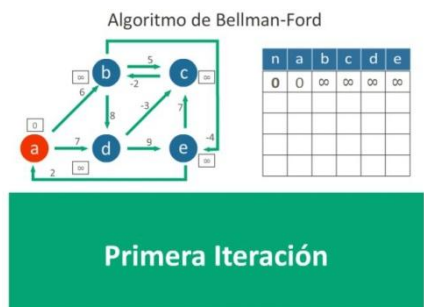 Algoritmo de Bellman-Ford
∞ b 5 c ∞
-2
6
8 -3
0
7 -4
a 7 d 9 e
∞ ∞
2
n a b c d e
0 0 ∞ ∞ ∞ ∞
Primera Iteración